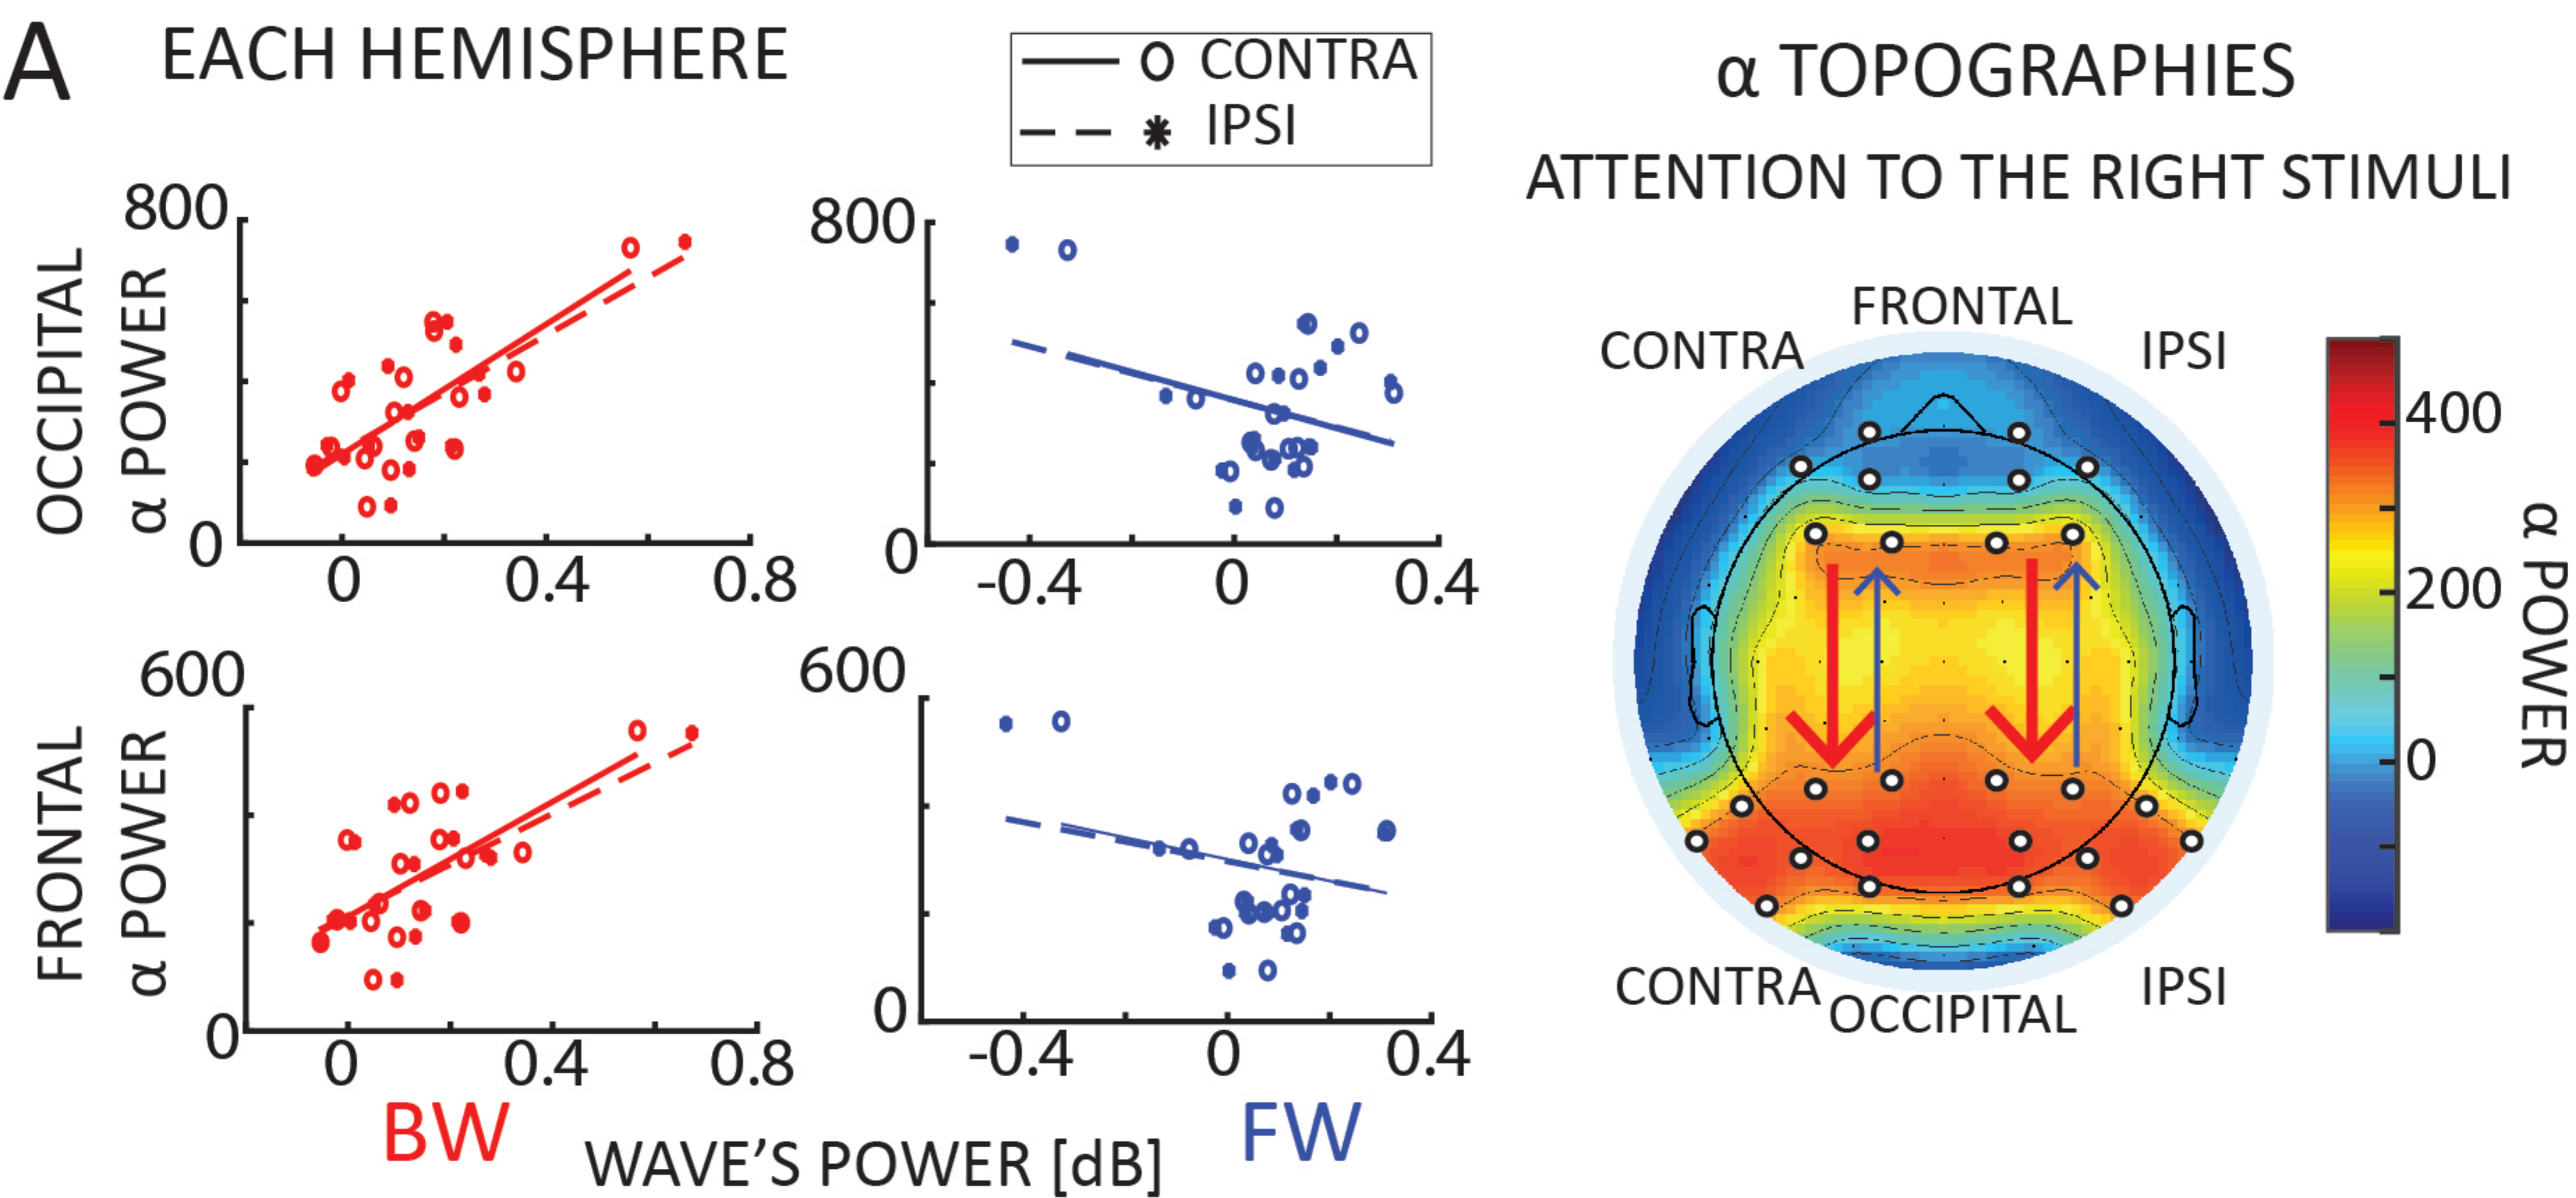 A
EACH HEMISPHERE
CONTRA
IPSI
α TOPOGRAPHIES
ATTENTION TO THE RIGHT STIMULI
OCCIPITAL
α POWER
800
0
0
0.4
0.8
800
0
-0.4
0
0.4
FRONTAL
α POWER
600
0
0
0.4
0.8
600
0
-0.4
0
0.4
BW
FW
WAVE'S POWER [dB]
FRONTAL
CONTRA
IPSI
CONTRA
IPSI
OCCIPITAL
400
200
0
α POWER